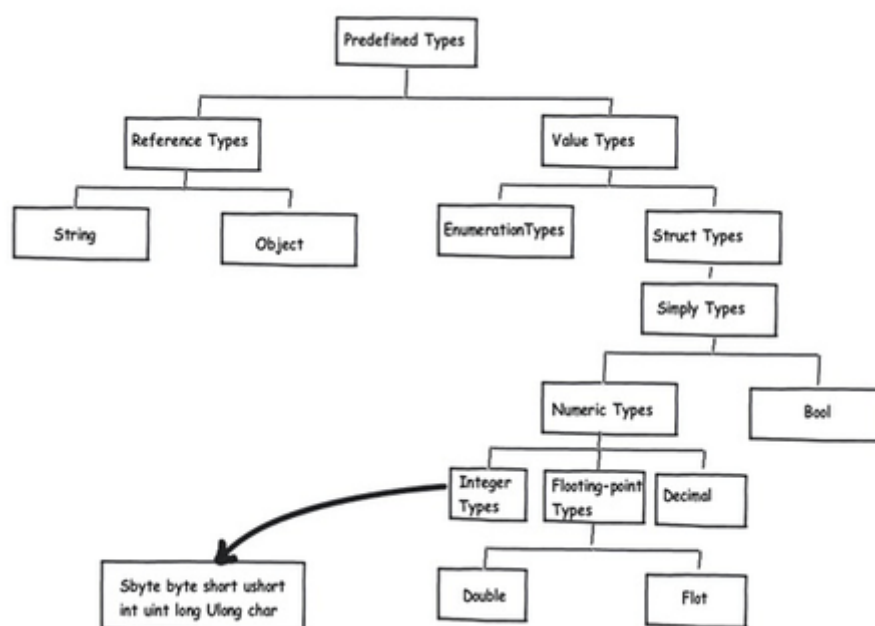 Predefined Types
Reference Types
Value Types
String
Object
EnumerationTypes
Struct Types
Simply Types
Numeric Types
Bool
Integer
Types
Flooting-point
Types
Decimal
Sbyte byte short ushort
int uint long Ulong char
Double
Flot